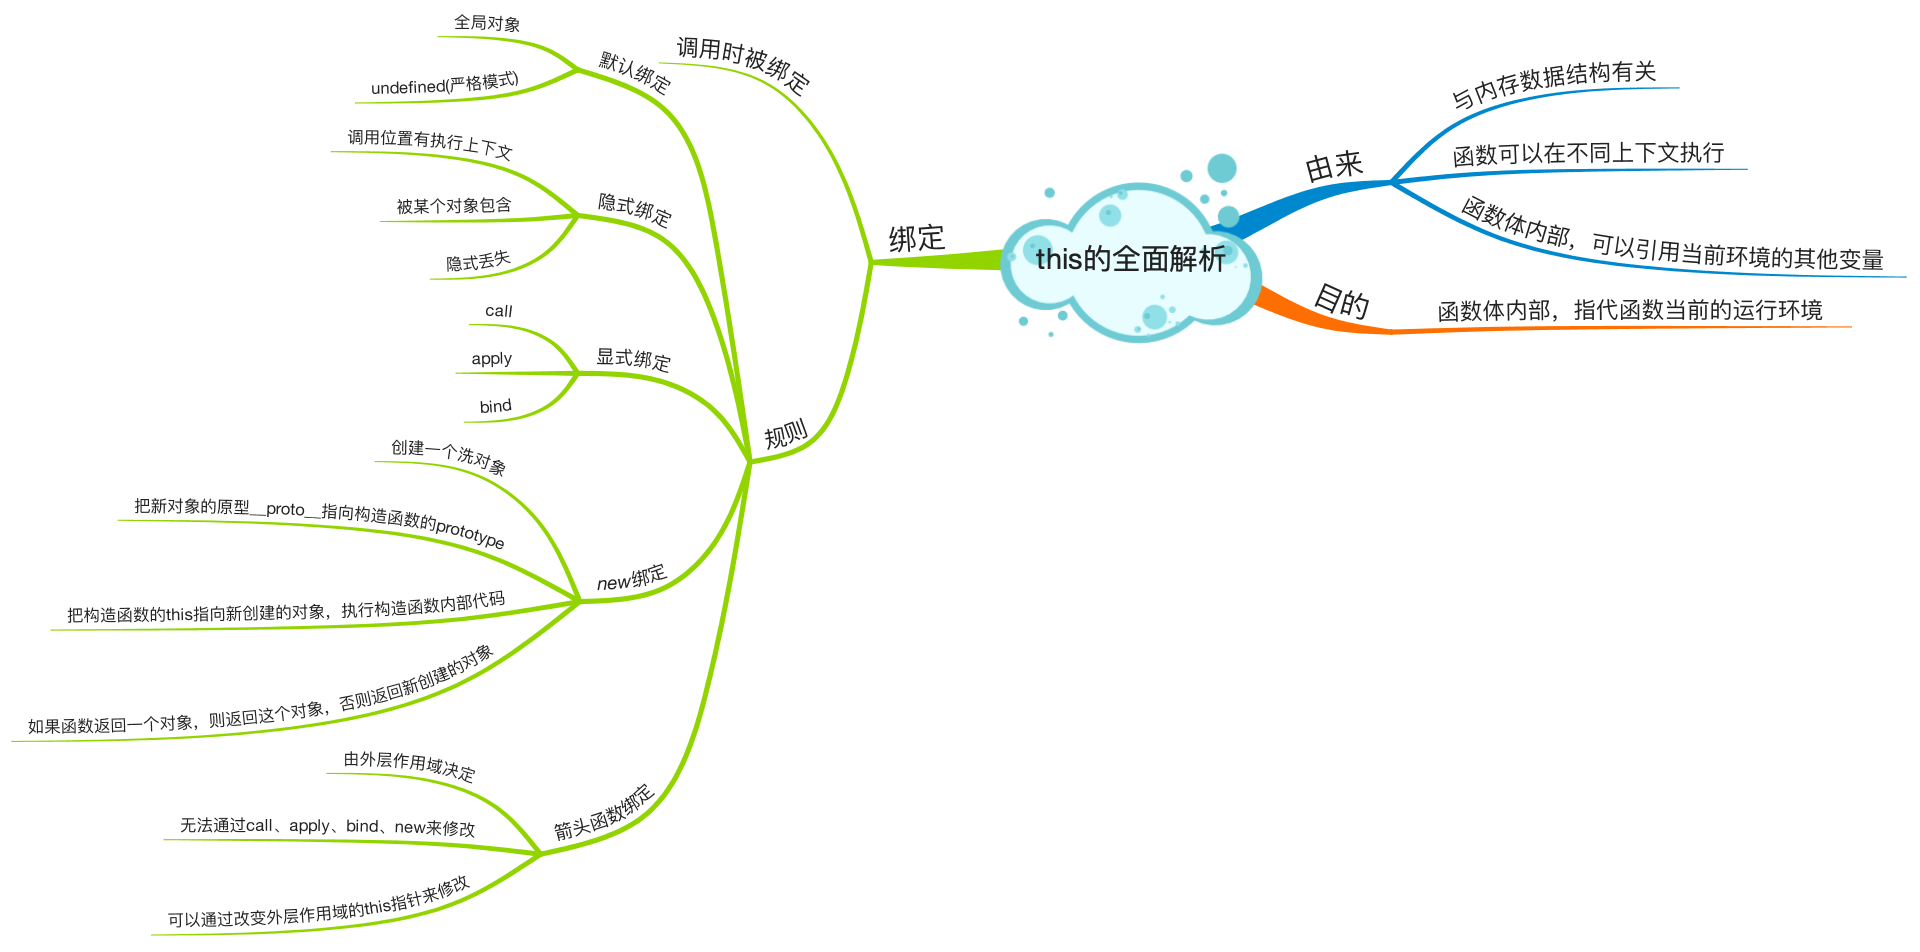 this的全面解析
由来
与内存数据结构有关
函数可以在不同上下文执行
函数体内部，可以引用当前环境的其他变量
目的
函数体内部，指代函数当前的运行环境
绑定
调用时被绑定
规则
默认绑定
全局对象
undefined(严格模式)
隐式绑定
调用位置有执行上下文
被某个对象包含
隐式丢失
显式绑定
call
apply
bind
new绑定
创建一个洗对象
把新对象的原型__proto__指向构造函数的prototype
把构造函数的this指向新创建的对象，执行构造函数内部代码
如果函数返回一个对象，则返回这个对象，否则返回新创建的对象
箭头函数绑定
由外层作用域决定
无法通过call、apply、bind、new来修改
可以通过改变外层作用域的this指针来修改